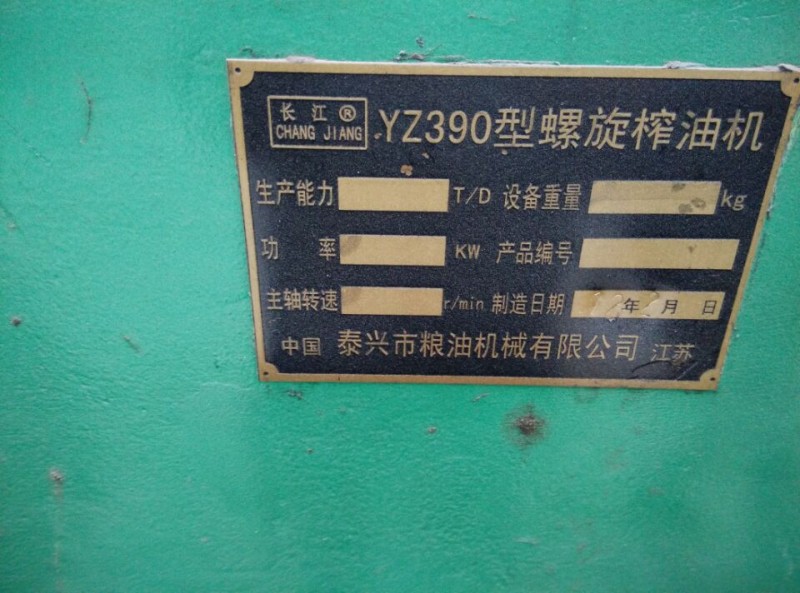 长江®
CHANG JIANG
YZ390型螺旋榨油机
生产能力 T/D 设备重量 kg
功率 KW 产品编号
主轴转速 r/min 制造日期 年 月 日
中国 泰兴市粮油机械有限公司 江苏